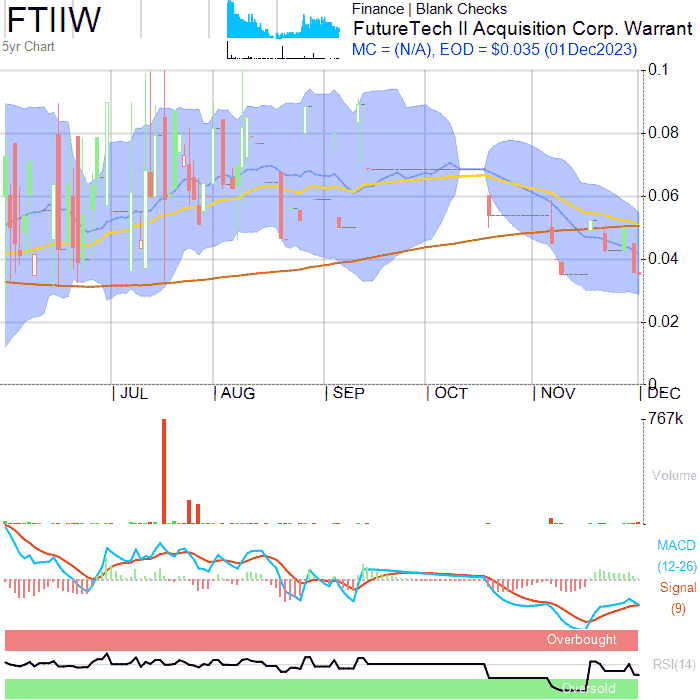 FTIIW
5yr Chart
Finance | Blank Checks
FutureTech II Acquisition Corp. Warrant
MC = (N/A), EOD = $0.035 (01Dec2023)
0.1
0.08
0.06
0.04
0.02
0
JUL
AUG
SEP
OCT
NOV
DEC
767k
Volume
MACD
(12-26)
Signal
(9)
Overbought
RSI(14)
Oversold